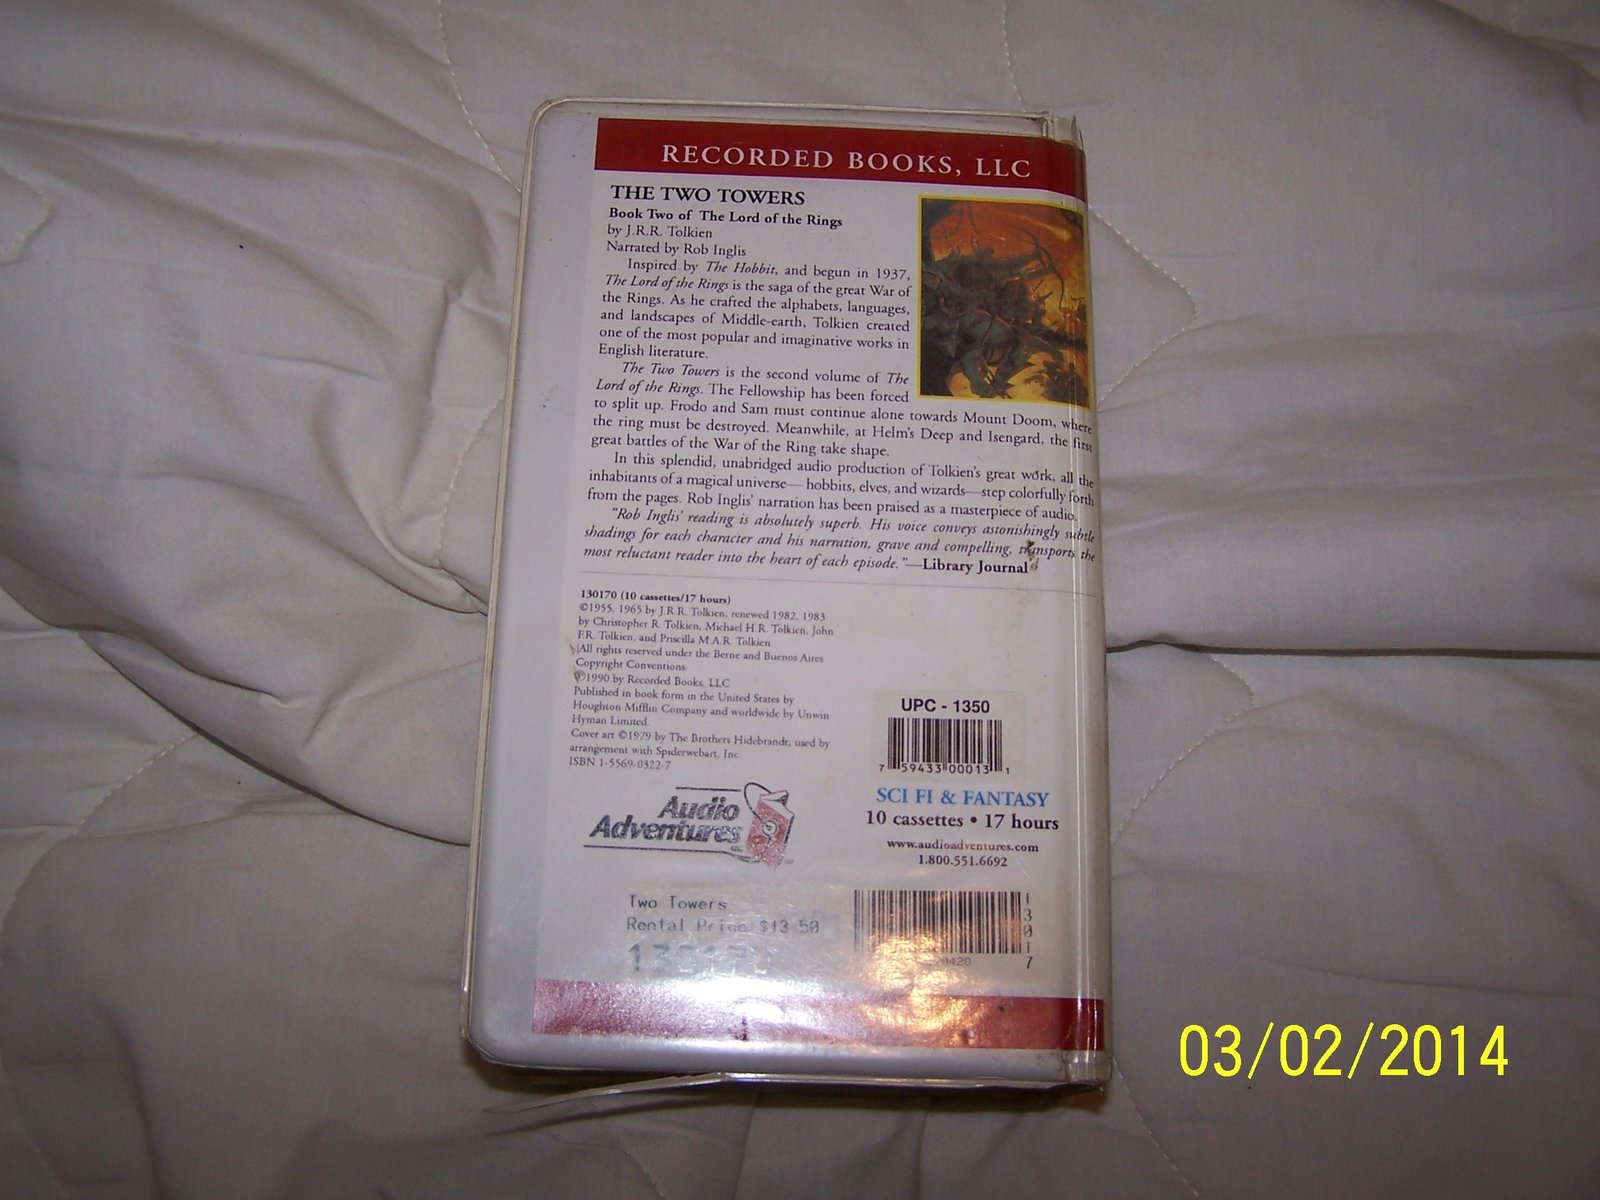 RECORDED BOOKS, LLC
THE TWO TOWERS
Book Two of The Lord of the Rings
by J.R.R. Tolkien
Narrated by Rob Inglis
Inspired by The Hobbit, and begun in 1937,
The Lord of the Rings is the saga of the great War of
the Rings. As he crafted the alphabets, languages,
and landscapes of Middle-earth, Tolkien created
one of the most popular and imaginative works in
English literature.
The Two Towers is the second volume of The
Lord of the Rings. The Fellowship has been forced
to split up. Frodo and Sam must continue alone towards Mount Doom, where
the ring must be destroyed. Meanwhile, at Helm's Deep and Isengard, the first
great battles of the War of the Ring take shape.
In this splendid, unabridged audio production of Tolkien's great work, all the
inhabitants of a magical universe— hobbits, elves, and wizards—step colorfully forth
from the pages. Rob Inglis' narration has been praised as a masterpiece of audio.
"Rob Inglis' reading is absolutely superb. His voice conveys astonishingly subtle
shadings for each character and his narration, grave and compelling, transports the
most reluctant reader into the heart of each episode."—Library Journal
130170 (10 cassettes/17 hours)
©1955, 1965 by J.R.R. Tolkien, renewed 1982, 1983
by Christopher R. Tolkien, Michael H.R. Tolkien, John
F.R. Tolkien, and Priscilla M.A.R. Tolkien.
All rights reserved under the Berne and Buenos Aires
Copyright Conventions.
℗1990 by Recorded Books, LLC
Published in book form in the United States by
Houghton Mifflin Company and worldwide by Unwin
Hyman Limited.
Cover art ©1979 by The Brothers Hidebrandt, used by
arrangement with Spiderwebart, Inc.
ISBN 1-5569-0322-7
UPC - 1350
7 59433 00013 1
SCI FI & FANTASY
10 cassettes • 17 hours
www.audioadventures.com
1.800.551.6692
Audio
Adventures
Two Towers
Rental Price: $13.50
130170
13017
03/02/2014